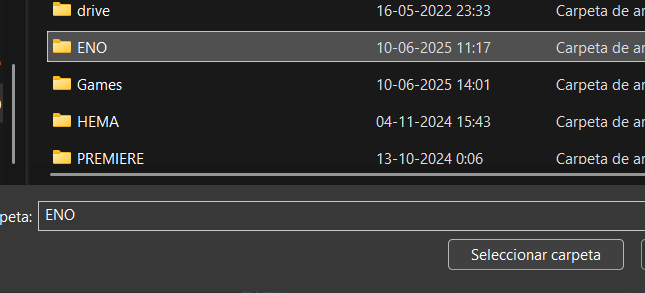 drive 16-05-2022 23:33 Carpeta de ar
ENO 10-06-2025 11:17 Carpeta de ar
Games 10-06-2025 14:01 Carpeta de ar
HEMA 04-11-2024 15:43 Carpeta de ar
PREMIERE 13-10-2024 0:06 Carpeta de ar
peta: ENO
Seleccionar carpeta